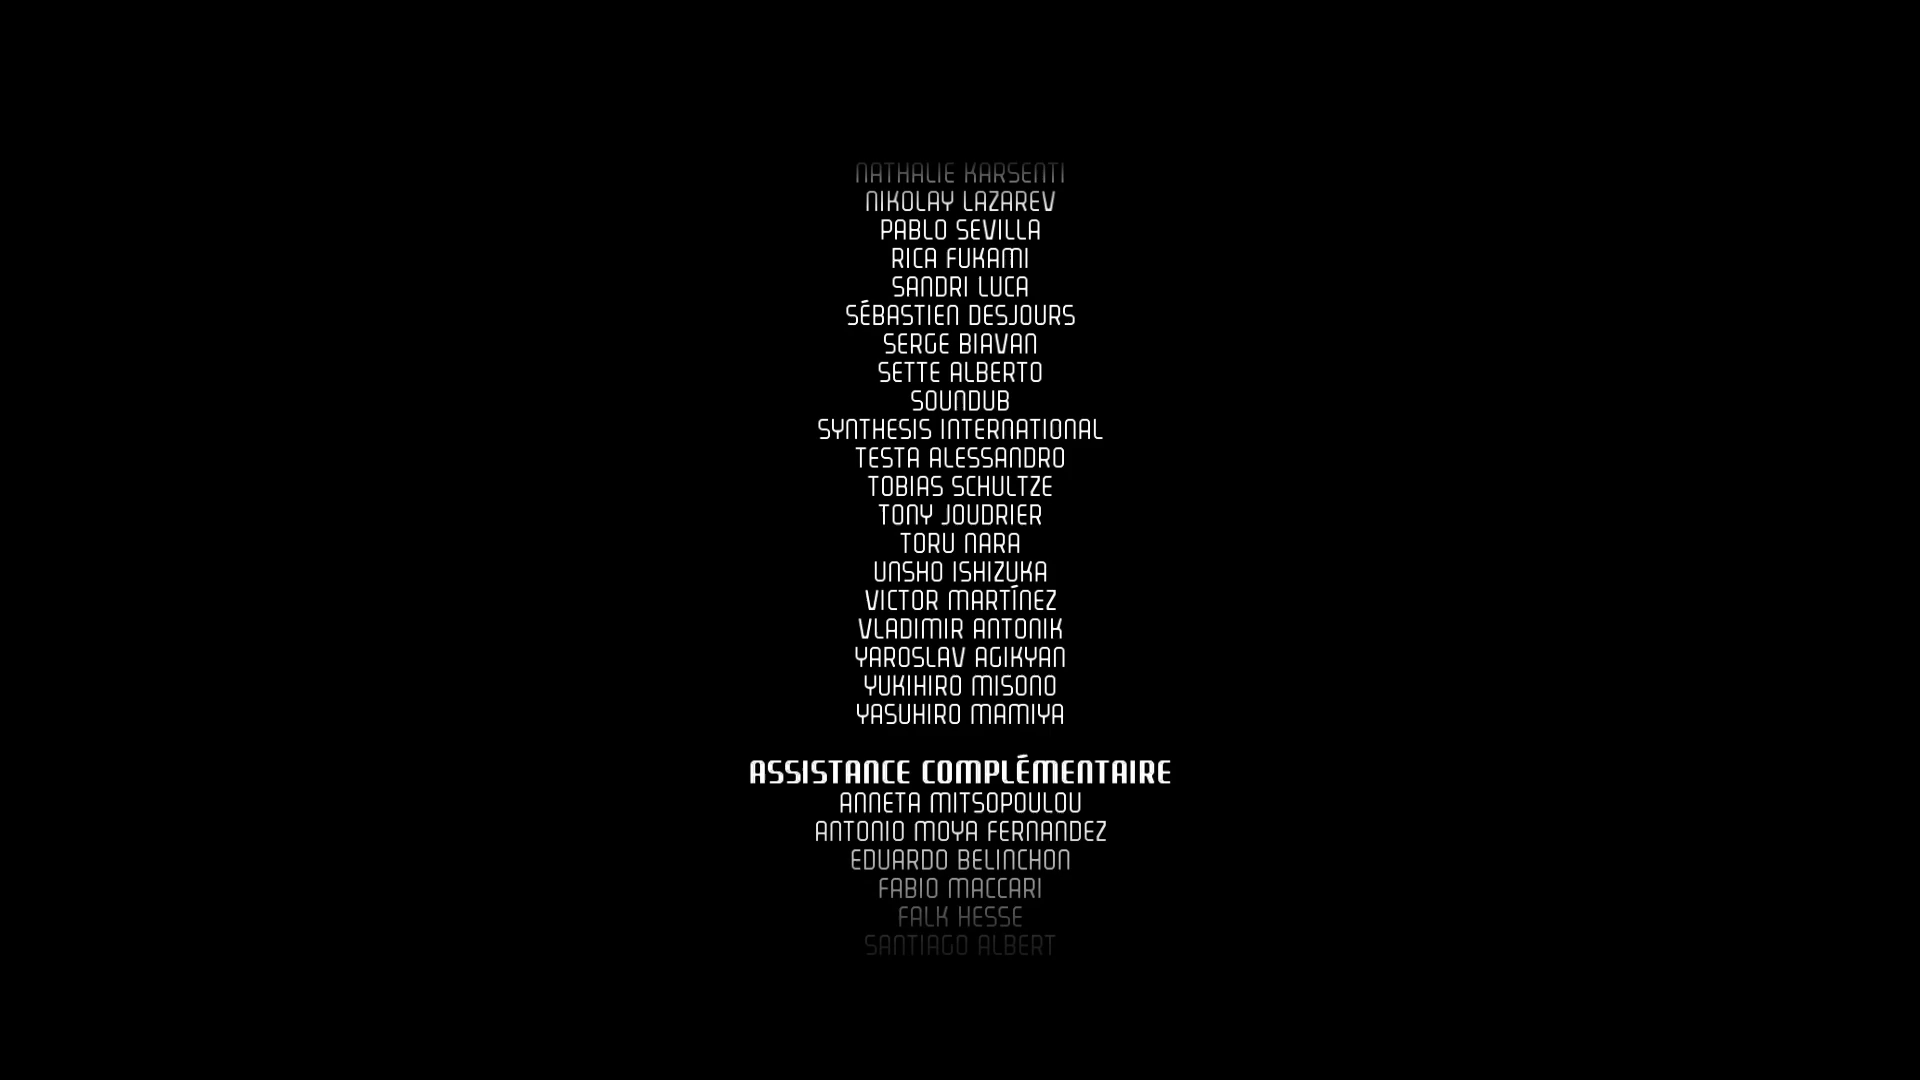 NATHALIE KARSENTI
NIKOLAY LAZAREV
PABLO SEVILLA
RICA FUKAMI
SANDRI LUCA
SÉBASTIEN DESJOURS
SERGE BIAVAN
SETTE ALBERTO
SOUNDUB
SYNTHESIS INTERNATIONAL
TESTA ALESSANDRO
TOBIAS SCHULTZE
TONY JOUDRIER
TORU NARA
UNSHO ISHIZUKA
VICTOR MARTÍNEZ
VLADIMIR ANTONIK
YAROSLAV AGIKYAN
YUKIHIRO MISONO
YASUHIRO MAMIYA
ASSISTANCE COMPLÉMENTAIRE
ANNETA MITSOPOULOU
ANTONIO MOYA FERNANDEZ
EDUARDO BELINCHON
FABIO MACCARI
FALK HESSE
SANTIAGO ALBERT